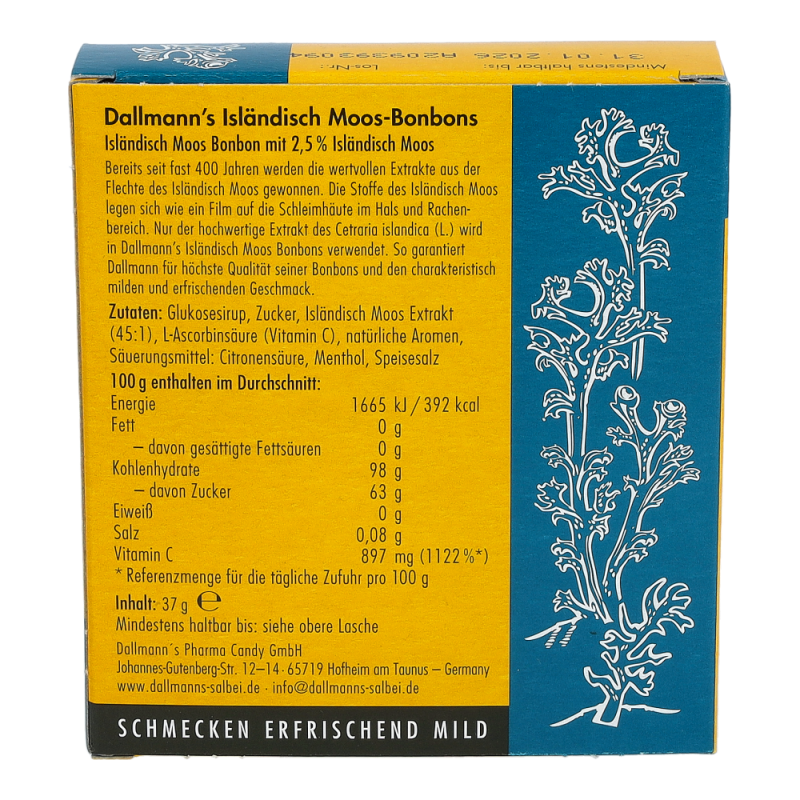 Mindestens haltbar bis: 31.01.2026
Los-Nr.: A209393094
Dallmann's Isländisch Moos-Bonbons
Isländisch Moos Bonbon mit 2,5 % Isländisch Moos
Bereits seit fast 400 Jahren werden die wertvollen Extrakte aus der
Flechte des Isländisch Moos gewonnen. Die Stoffe des Isländisch Moos
legen sich wie ein Film auf die Schleimhäute im Hals und Rachen-
bereich. Nur der hochwertige Extrakt des Cetraria islandica (L.) wird
in Dallmann's Isländisch Moos Bonbons verwendet. So garantiert
Dallmann für höchste Qualität seiner Bonbons und den charakteristisch
milden und erfrischenden Geschmack.
Zutaten: Glukosesirup, Zucker, Isländisch Moos Extrakt
(45:1), L-Ascorbinsäure (Vitamin C), natürliche Aromen,
Säuerungsmittel: Citronensäure, Menthol, Speisesalz
100 g enthalten im Durchschnitt:
Energie 1665 kJ / 392 kcal
Fett 0 g
– davon gesättigte Fettsäuren 0 g
Kohlenhydrate 98 g
– davon Zucker 63 g
Eiweiß 0 g
Salz 0,08 g
Vitamin C 897 mg (1122 %*)
* Referenzmenge für die tägliche Zufuhr pro 100 g
Inhalt: 37 g ℮
Mindestens haltbar bis: siehe obere Lasche
Dallmann´s Pharma Candy GmbH
Johannes-Gutenberg-Str. 12–14 · 65719 Hofheim am Taunus – Germany
www.dallmanns-salbei.de · info@dallmanns-salbei.de
SCHMECKEN ERFRISCHEND MILD